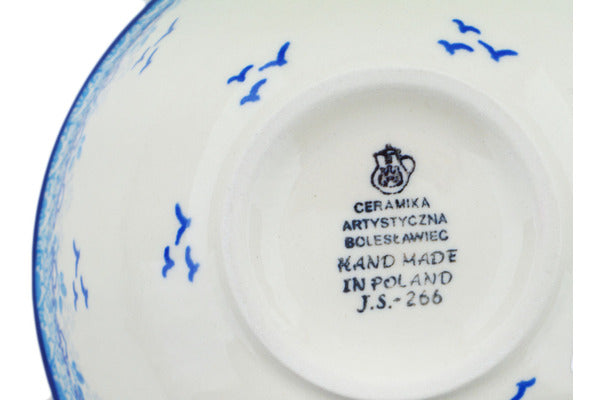 CERAMIKA
ARTYSTYCZNA
BOLESŁAWIEC
HAND MADE
IN POLAND
J.S.-266